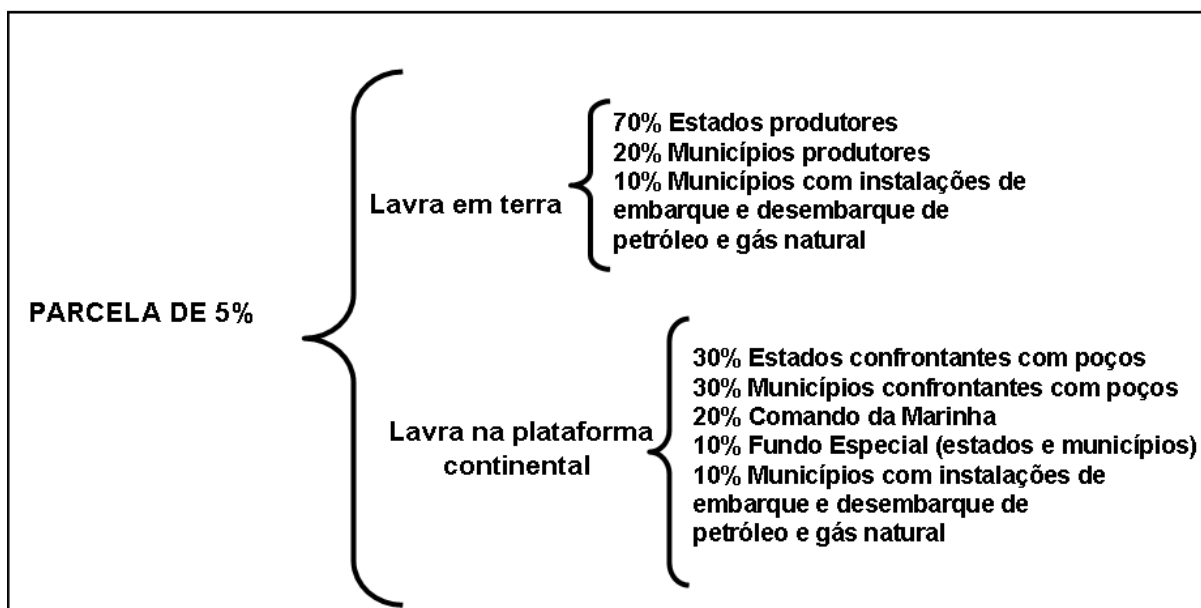 PARCELA DE 5%
Lavra em terra
70% Estados produtores
20% Municípios produtores
10% Municípios com instalações de
embarque e desembarque de
petróleo e gás natural
Lavra na plataforma
continental
30% Estados confrontantes com poços
30% Municípios confrontantes com poços
20% Comando da Marinha
10% Fundo Especial (estados e municípios)
10% Municípios com instalações de
embarque e desembarque de
petróleo e gás natural